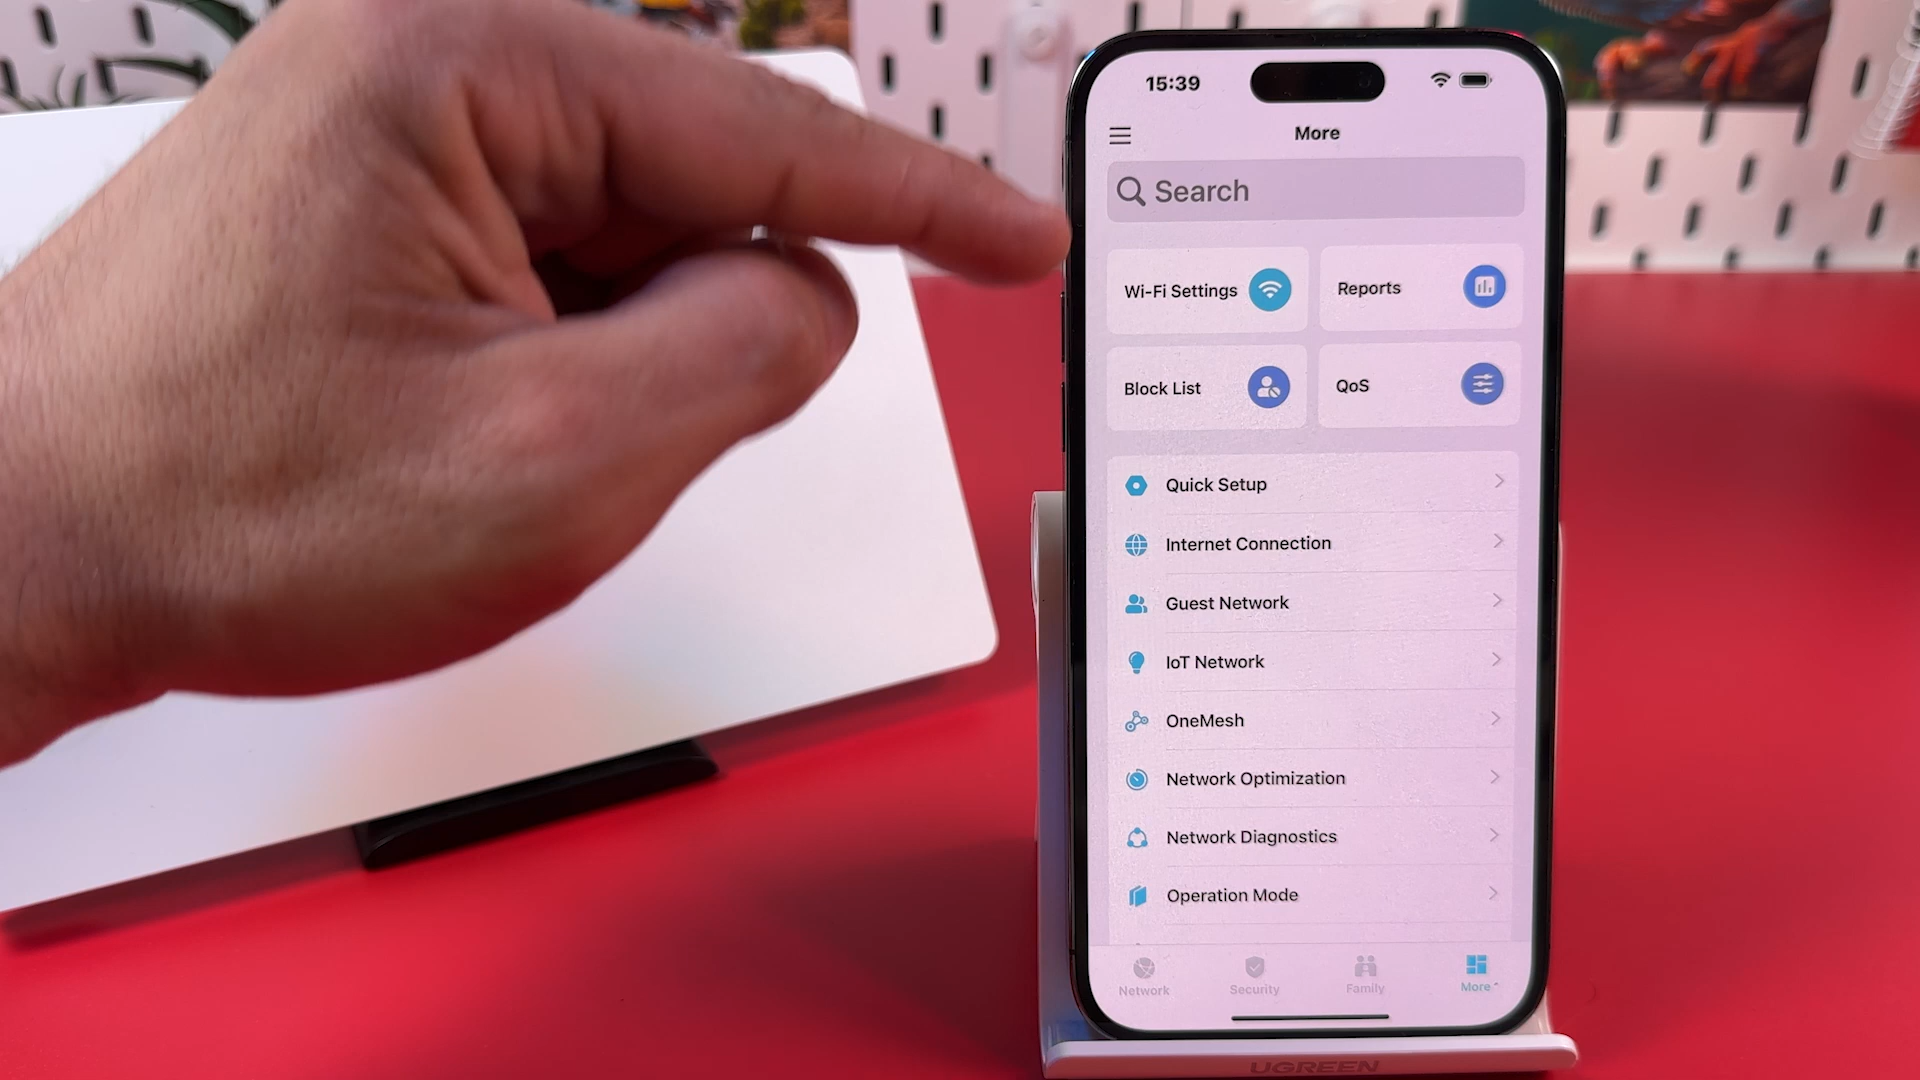 15:39
More
Search
Wi-Fi Settings
Reports
Block List
QoS
Quick Setup
Internet Connection
Guest Network
IoT Network
OneMesh
Network Optimization
Network Diagnostics
Operation Mode
Network
Security
Family
More
UGREEN